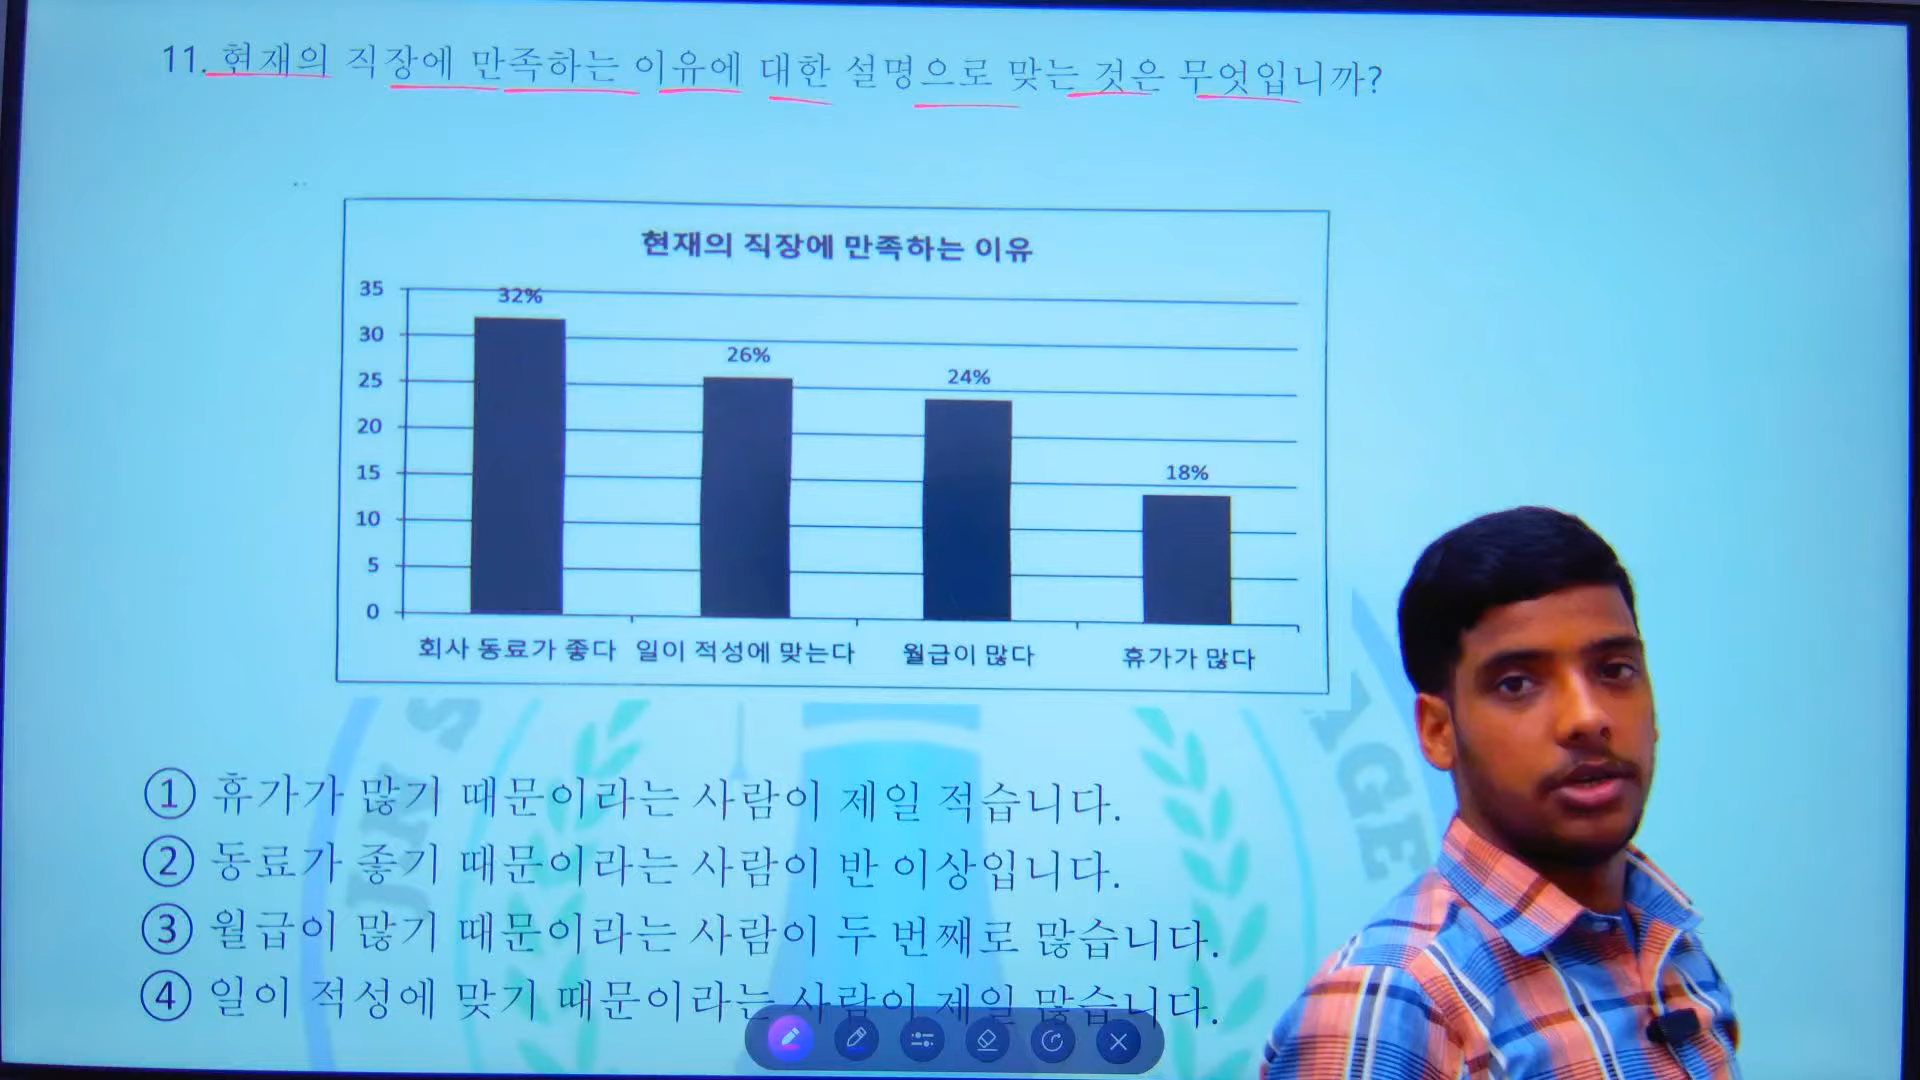 11. 현재의 직장에 만족하는 이유에 대한 설명으로 맞는 것은 무엇입니까?
현재의 직장에 만족하는 이유
35
30
25
20
15
10
5
0
32%
26%
24%
18%
회사 동료가 좋다 일이 적성에 맞는다 월급이 많다 휴가가 많다
① 휴가가 많기 때문이라는 사람이 제일 적습니다.
② 동료가 좋기 때문이라는 사람이 반 이상입니다.
③ 월급이 많기 때문이라는 사람이 두 번째로 많습니다.
④ 일이 적성에 맞기 때문이라는 사람이 제일 많습니다.